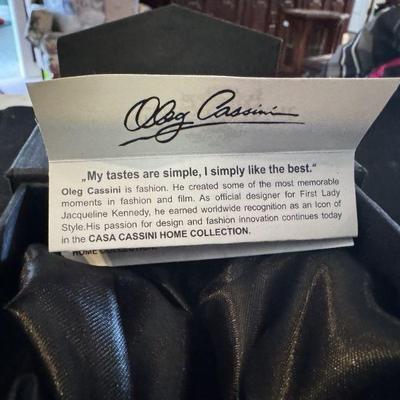 Oleg Cassini
„My tastes are simple, I simply like the best.“
Oleg Cassini is fashion. He created some of the most memorable
moments in fashion and film. As official designer for First Lady
Jacqueline Kennedy, he earned worldwide recognition as an Icon of
Style.His passion for design and fashion innovation continues today
in the CASA CASSINI HOME COLLECTION.
HOME COLLECTION